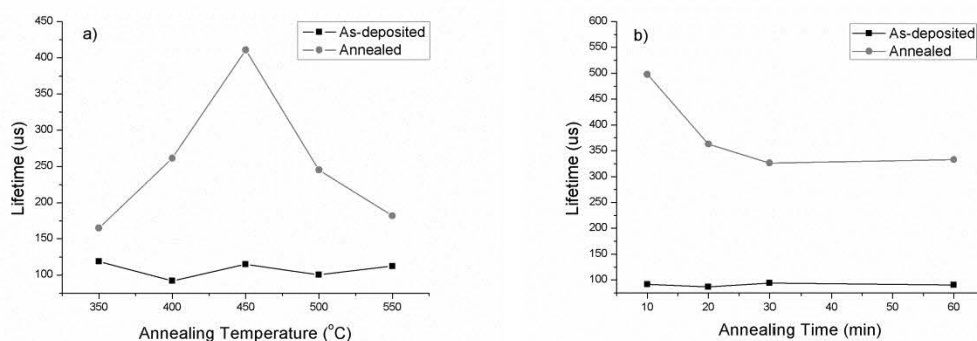 a)
As-deposited
Annealed
450
400
350
300
250
200
150
100
Lifetime (us)
350 400 450 500 550
Annealing Temperature (°C)
b)
As-deposited
Annealed
600
550
500
450
400
350
300
250
200
150
100
Lifetime (us)
10 20 30 40 50 60
Annealing Time (min)